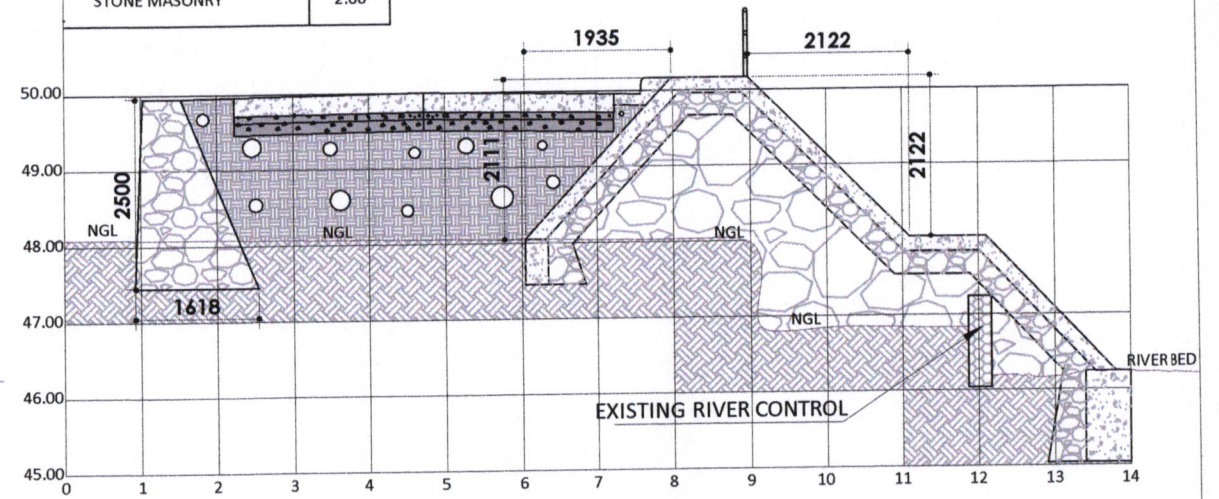 STONE MASONRY 2.00
1935
2122
50.00
49.00
2500
2111
2122
NGL
NGL
NGL
48.00
1618
47.00
NGL
RIVER BED
46.00
EXISTING RIVER CONTROL
45.00
0 1 2 3 4 5 6 7 8 9 10 11 12 13 14